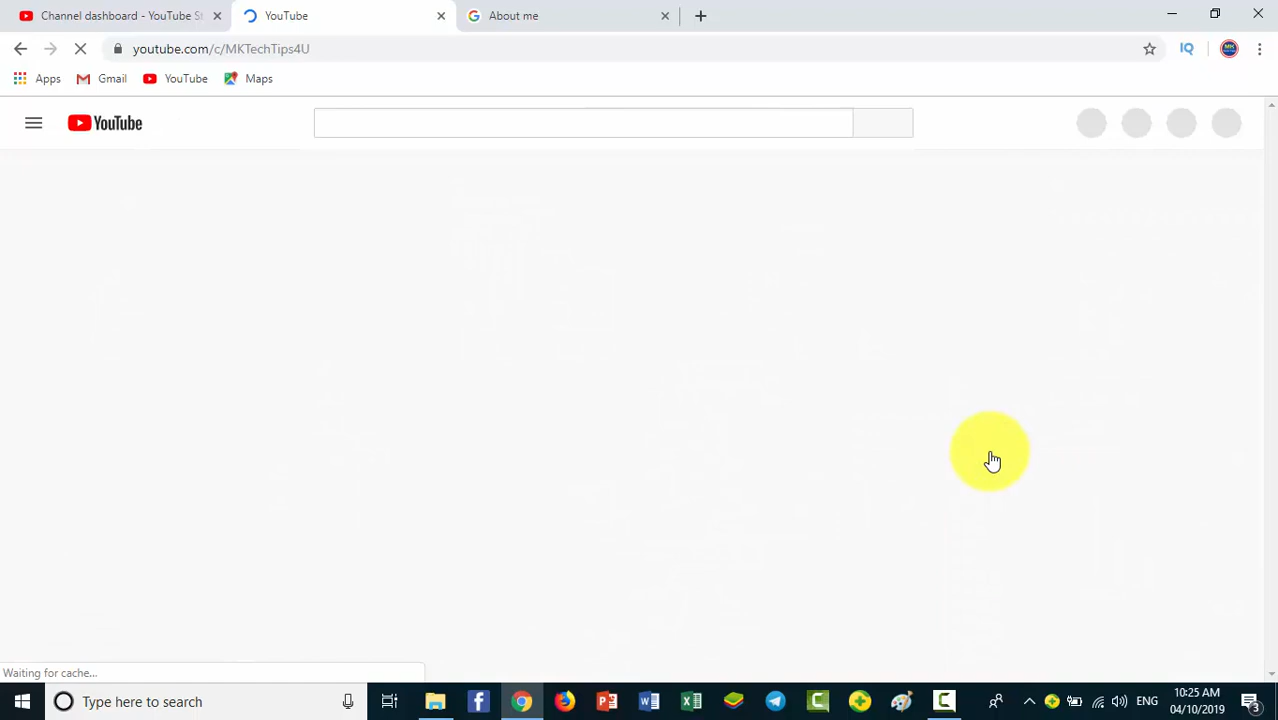 Channel dashboard - YouTube St
YouTube
About me
youtube.com/c/MKTechTips4U
IQ
Apps
Gmail
YouTube
Maps
YouTube
Waiting for cache...
Type here to search
ENG
10:25 AM
04/10/2019
3